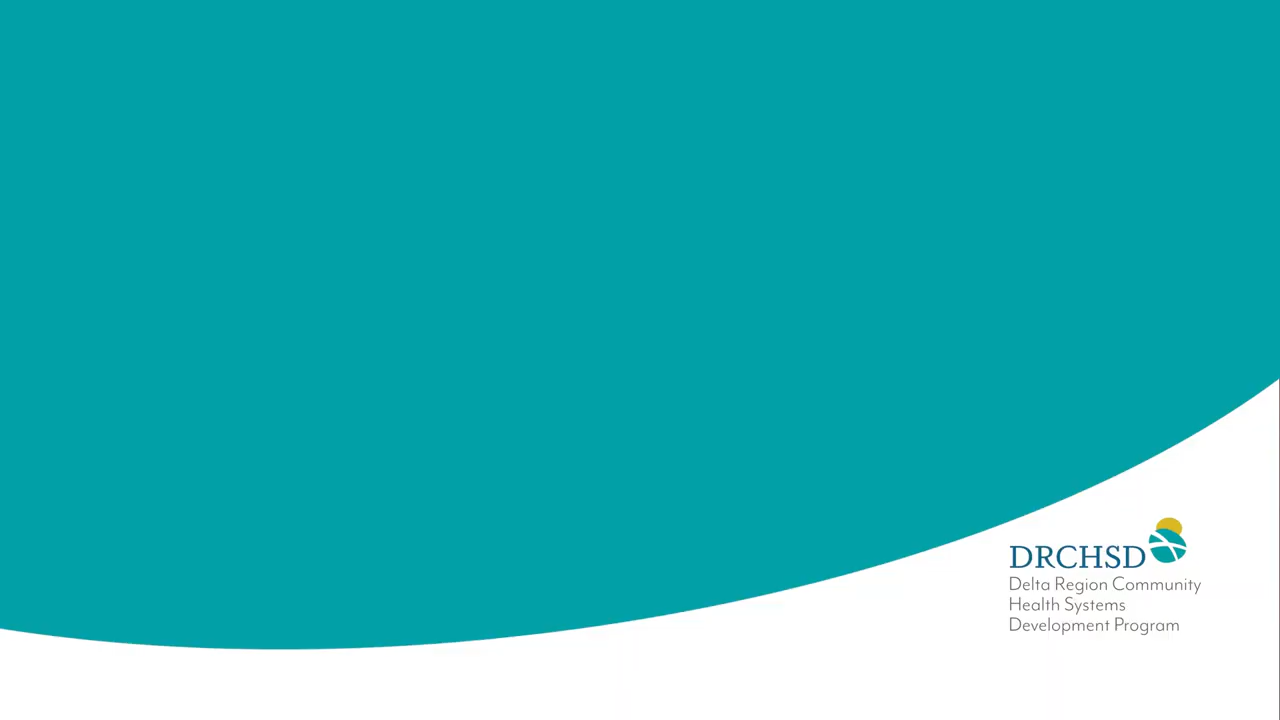 DRCHSD
Delta Region Community
Health Systems
Development Program